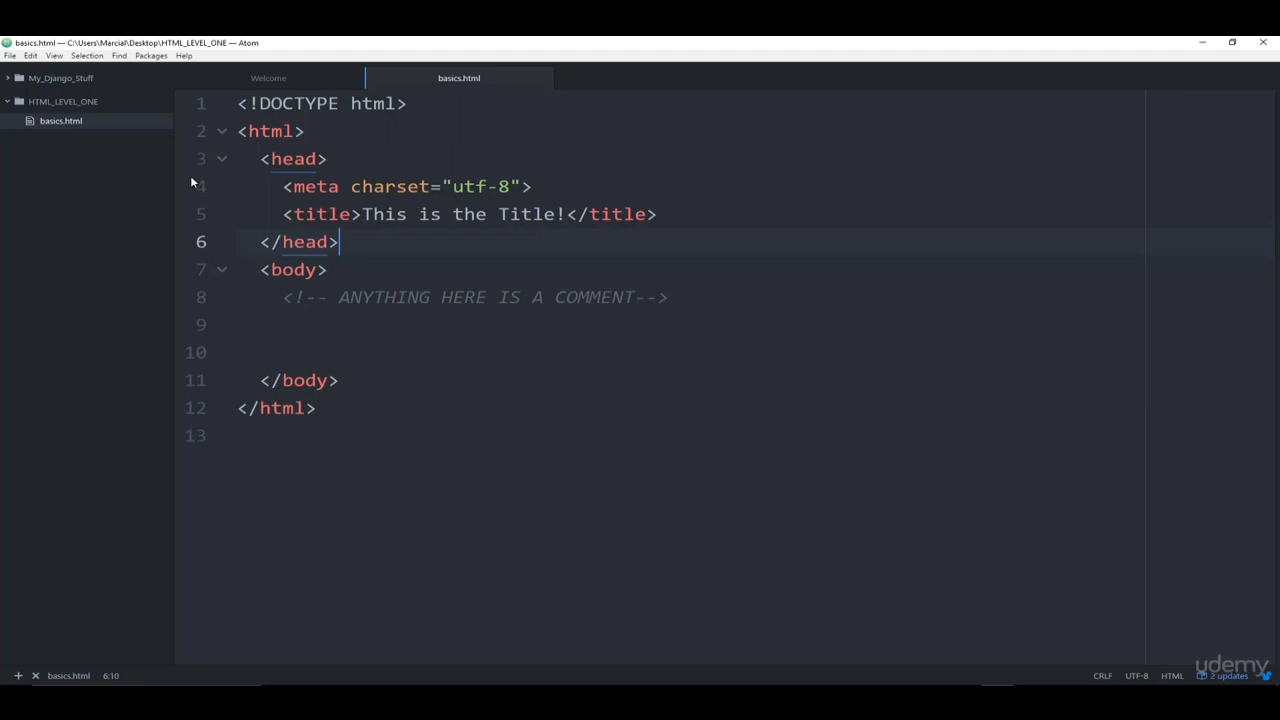 basics.html — C:\Users\Marcial\Desktop\HTML_LEVEL_ONE — Atom
File Edit View Selection Find Packages Help
My_Django_Stuff
HTML_LEVEL_ONE
basics.html
Welcome
basics.html
1 <!DOCTYPE html>
2 <html>
3 <head>
4 <meta charset="utf-8">
5 <title>This is the Title!</title>
6 </head>
7 <body>
8 <!-- ANYTHING HERE IS A COMMENT-->
9
10
11 </body>
12 </html>
13
udemy
basics.html 6:10
CRLF UTF-8 HTML 2 updates